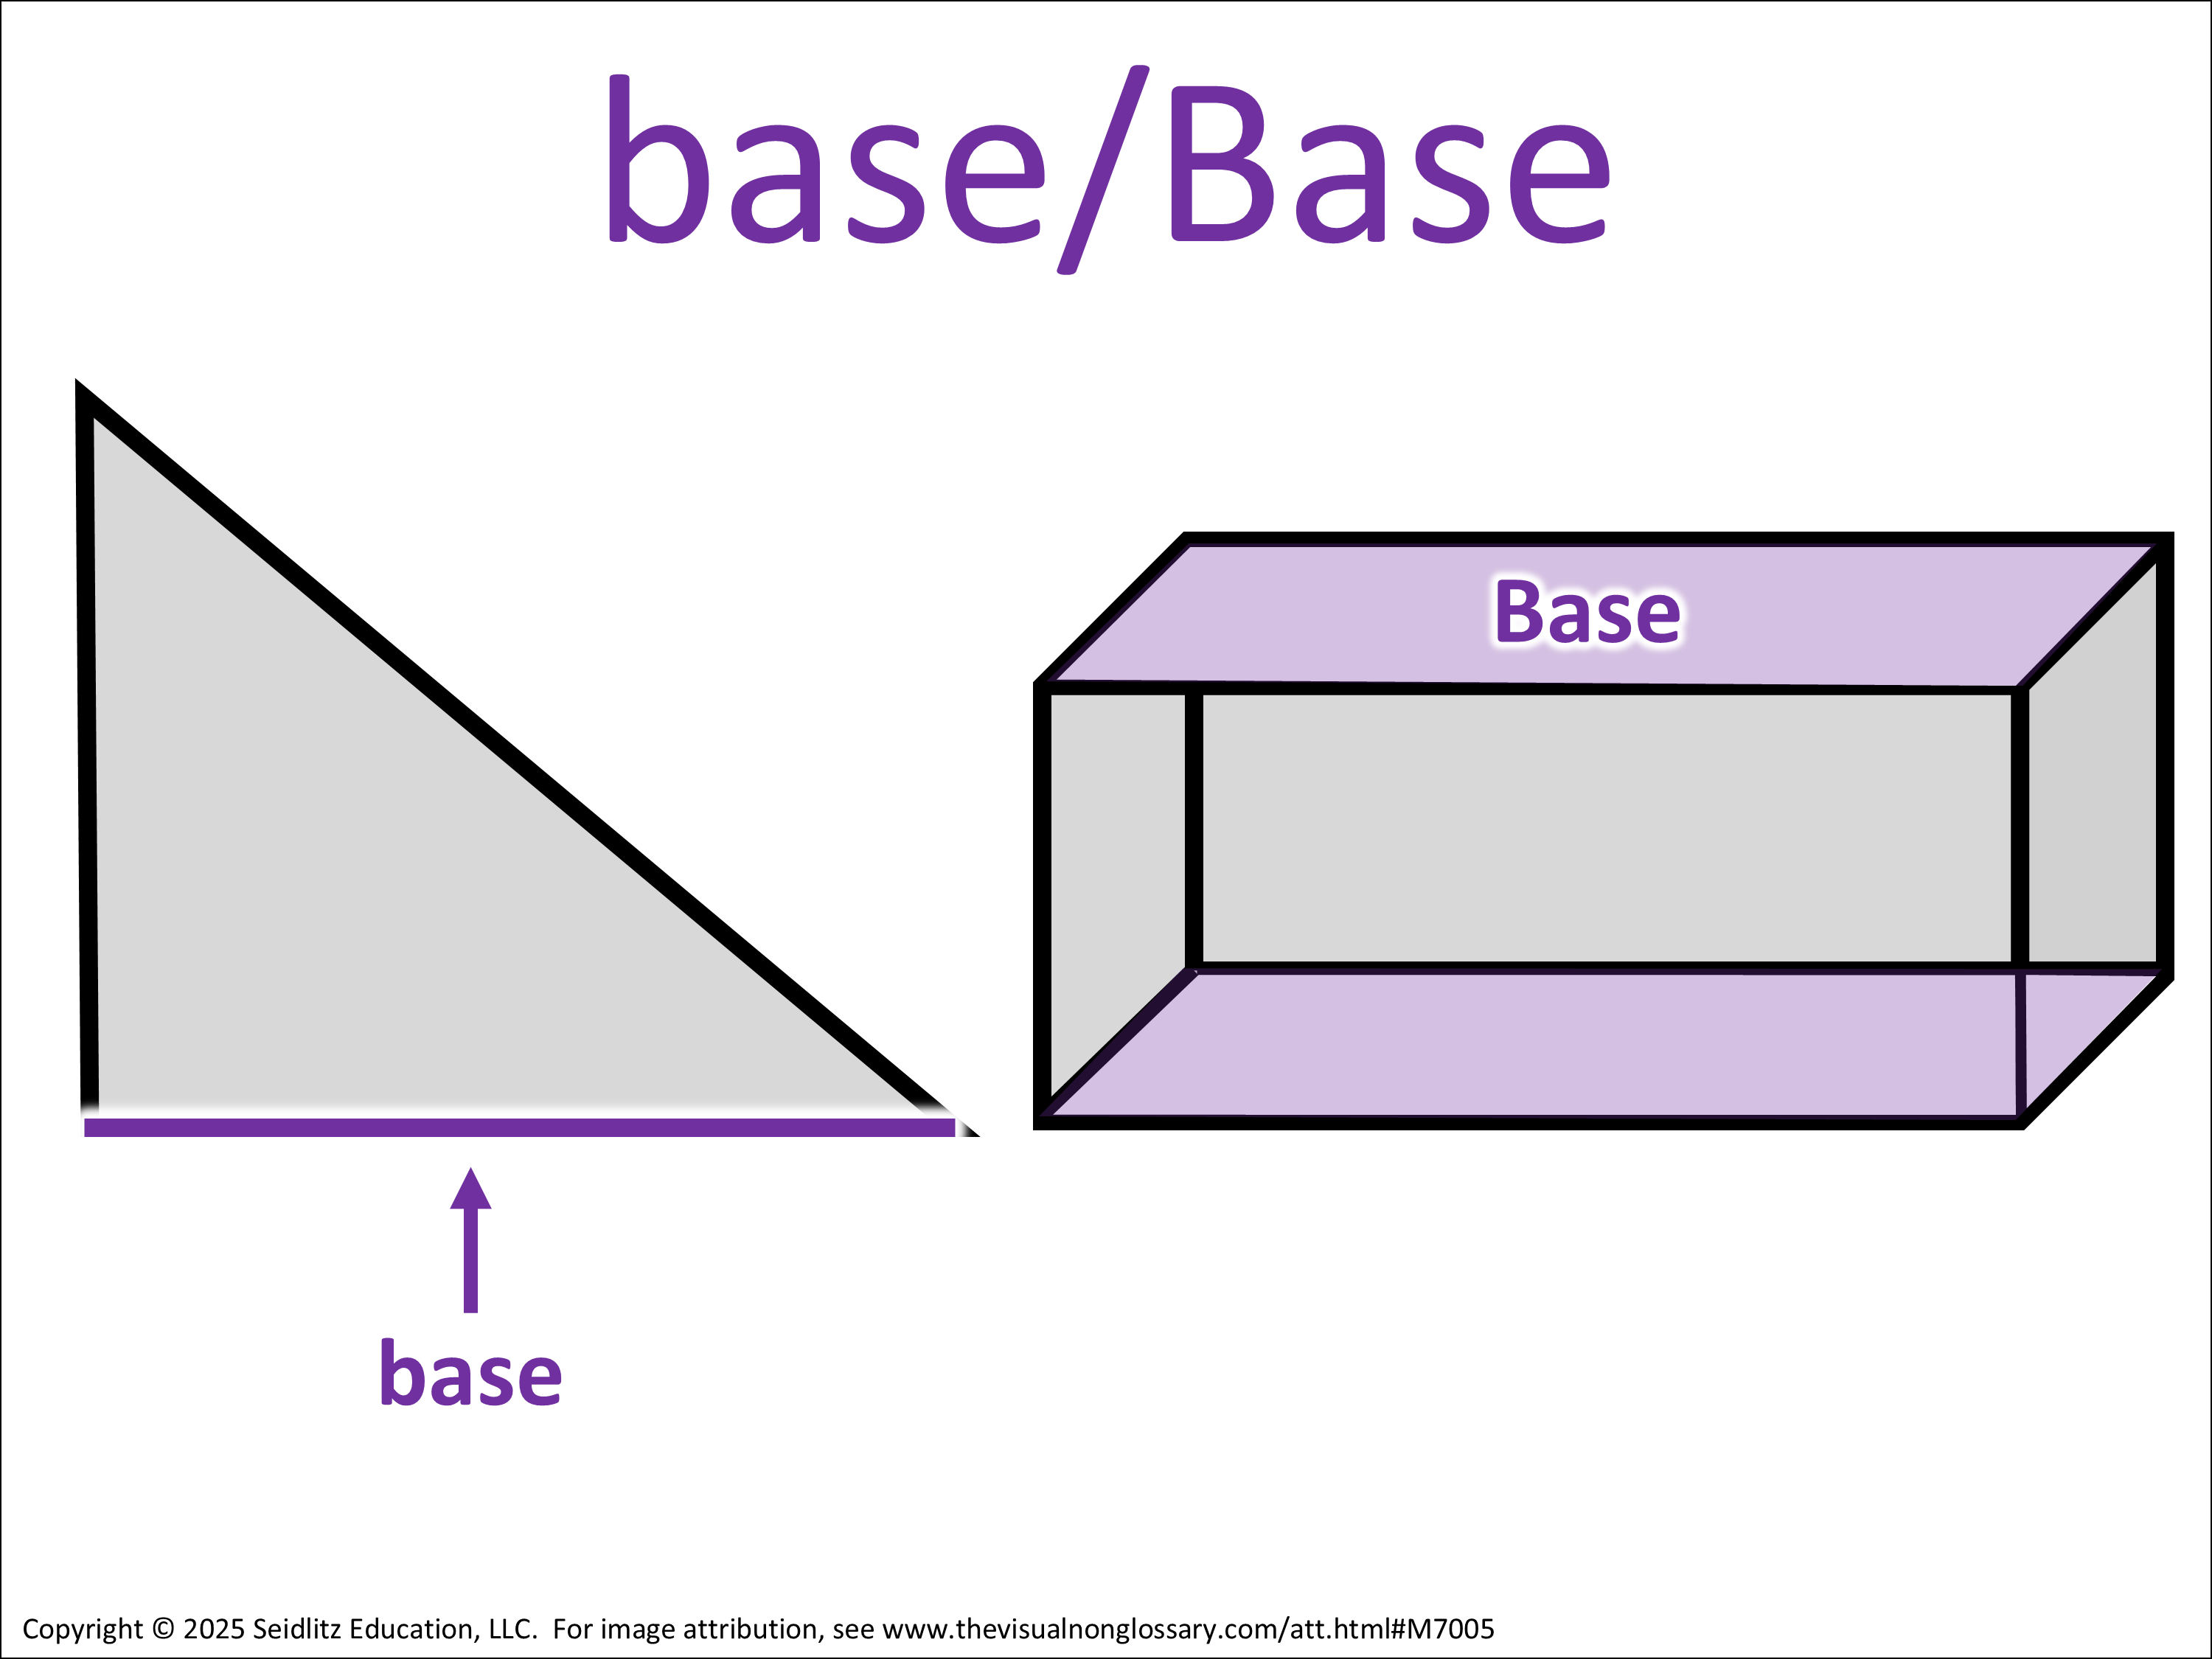 base/Base
Base
base
Copyright © 2025 Seidlitz Education, LLC.  For image attribution, see www.thevisualnonglossary.com/att.html#M7005